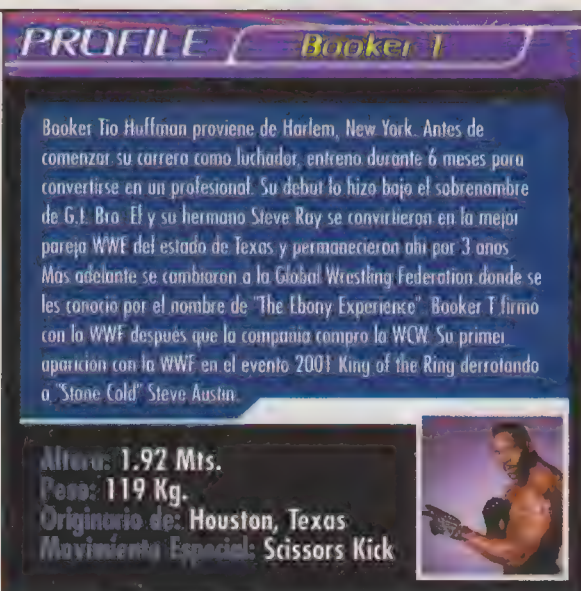 PROFILE / Booker T
Booker Tio Huffman proviene de Harlem, New York. Antes de
comenzar su carrera como luchador, entreno durante 6 meses para
convertirse en un profesional. Su debut lo hizo bajo el sobrenombre
de G.I. Bro. El y su hermano Steve Ray se convirtieron en la mejor
pareja WWF del estado de Texas y permanecieron ahi por 3 anos
Mas adelante se cambiaron a la Global Wrestling Federation donde se
les conocio por el nombre de "The Ebony Experience". Booker T firmo
con la WWF después que la compania compro la WCW. Su primer
aparición con la WWF en el evento 2001 King of the Ring derrotando
a "Stone Cold" Steve Austin.
Altura: 1.92 Mts.
Peso: 119 Kg.
Originario de: Houston, Texas
Movimiento Especial: Scissors Kick